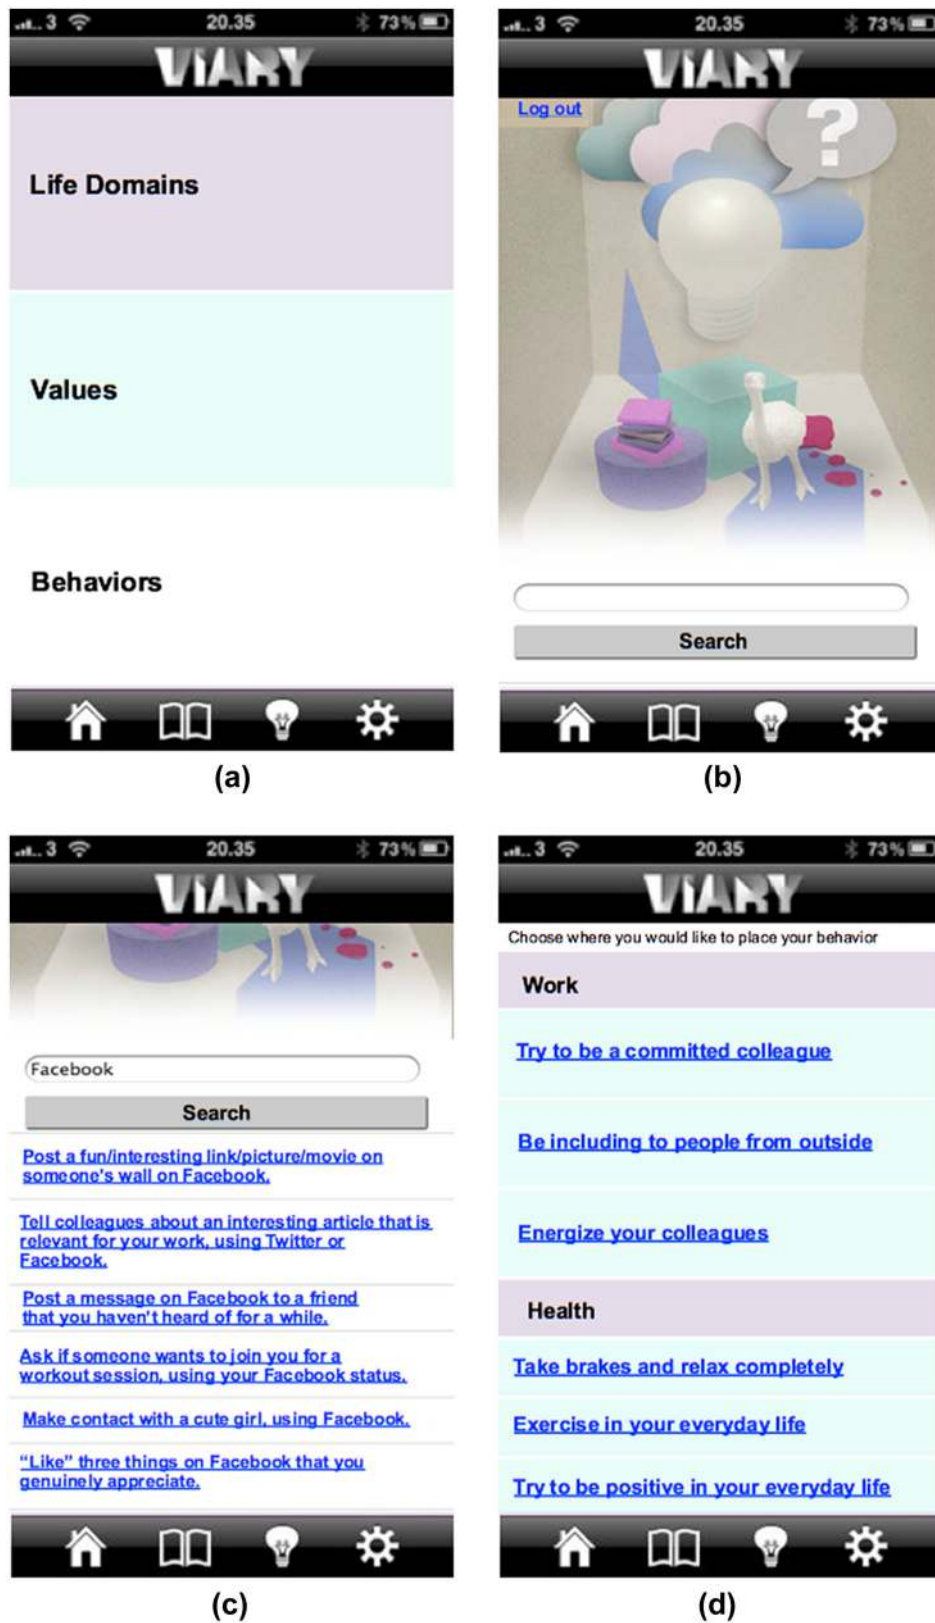 3 20.35 73%
VIARY
Life Domains
Values
Behaviors
(a)
3 20.35 73%
VIARY
Log out
?
Search
(b)
3 20.35 73%
VIARY
Facebook
Search
Post a fun/interesting link/picture/movie on
someone's wall on Facebook.
Tell colleagues about an interesting article that is
relevant for your work, using Twitter or
Facebook.
Post a message on Facebook to a friend
that you haven't heard of for a while.
Ask if someone wants to join you for a
workout session, using your Facebook status.
Make contact with a cute girl, using Facebook.
“Like” three things on Facebook that you
genuinely appreciate.
(c)
3 20.35 73%
VIARY
Choose where you would like to place your behavior
Work
Try to be a committed colleague
Be including to people from outside
Energize your colleagues
Health
Take brakes and relax completely
Exercise in your everyday life
Try to be positive in your everyday life
(d)